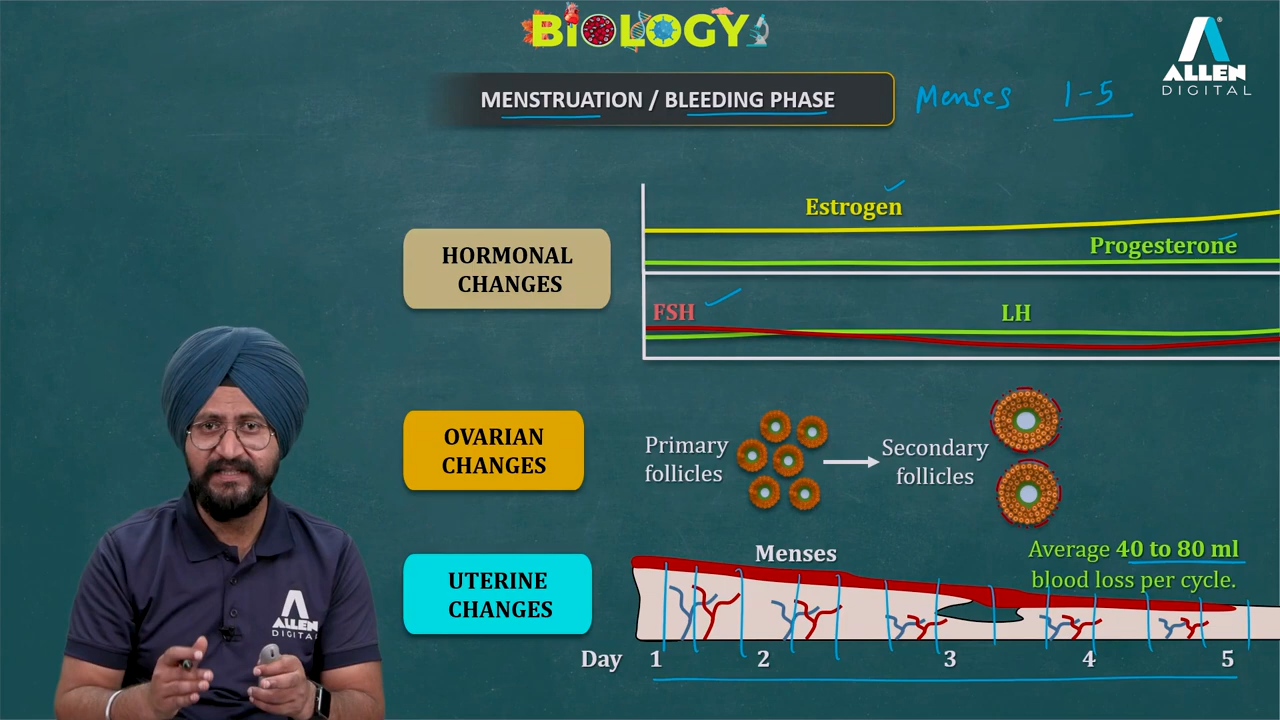 BIOLOGY
ALLEN
DIGITAL
MENSTRUATION / BLEEDING PHASE
Menses 1-5
HORMONAL
CHANGES
Estrogen
Progesterone
FSH
LH
OVARIAN
CHANGES
Primary
follicles
Secondary
follicles
UTERINE
CHANGES
Menses
Average 40 to 80 ml
blood loss per cycle.
Day 1 2 3 4 5
ALLEN
DIGITAL